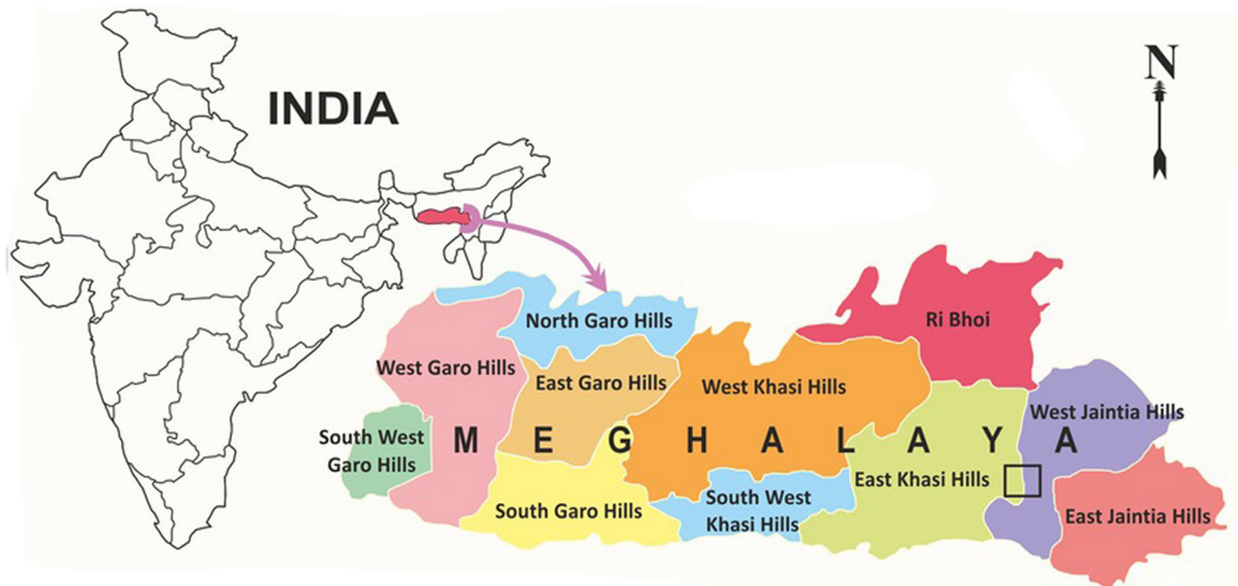 INDIA
N
North Garo Hills
Ri Bhoi
West Garo Hills
East Garo Hills
West Khasi Hills
West Jaintia Hills
South West
Garo Hills
M E G H A L A Y A
East Khasi Hills
South Garo Hills
South West
Khasi Hills
East Jaintia Hills